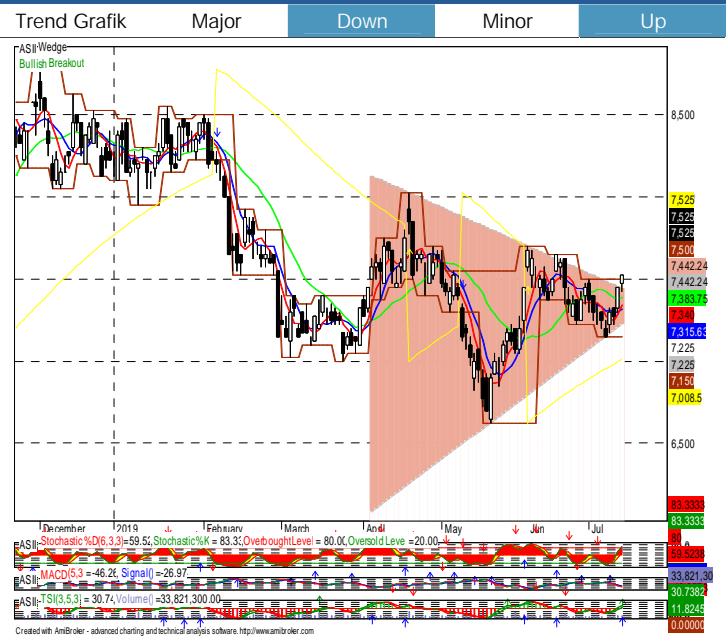 Trend Grafik Major Down Minor Up
ASII Wedge
Bullish Breakout
8,500
7,525
7,525
7,525
7,500
7,442.24
7,442.24
7,383.75
7,340
7,315.63
7,225
7,225
7,150
7,008.5
6,500
December 2019 February March April May Jun Jul
83.3333
83.3333
80
59.5238
33,821,30
30.7382
11.8245
0.00000
ASII- Stochastic %D(6,3,3)=59.52, Stochastic%K = 83.33, OverboughtLevel = 80.00, Oversold Leve = 20.00
ASII- MACD(5,3 = -46.26, Signal() = -26.97
ASII- TSI(3,5,3) = 30.74, Volume() = 33,821,300.00
Created with AmiBroker - advanced charting and technical analysis software. http://www.amibroker.com